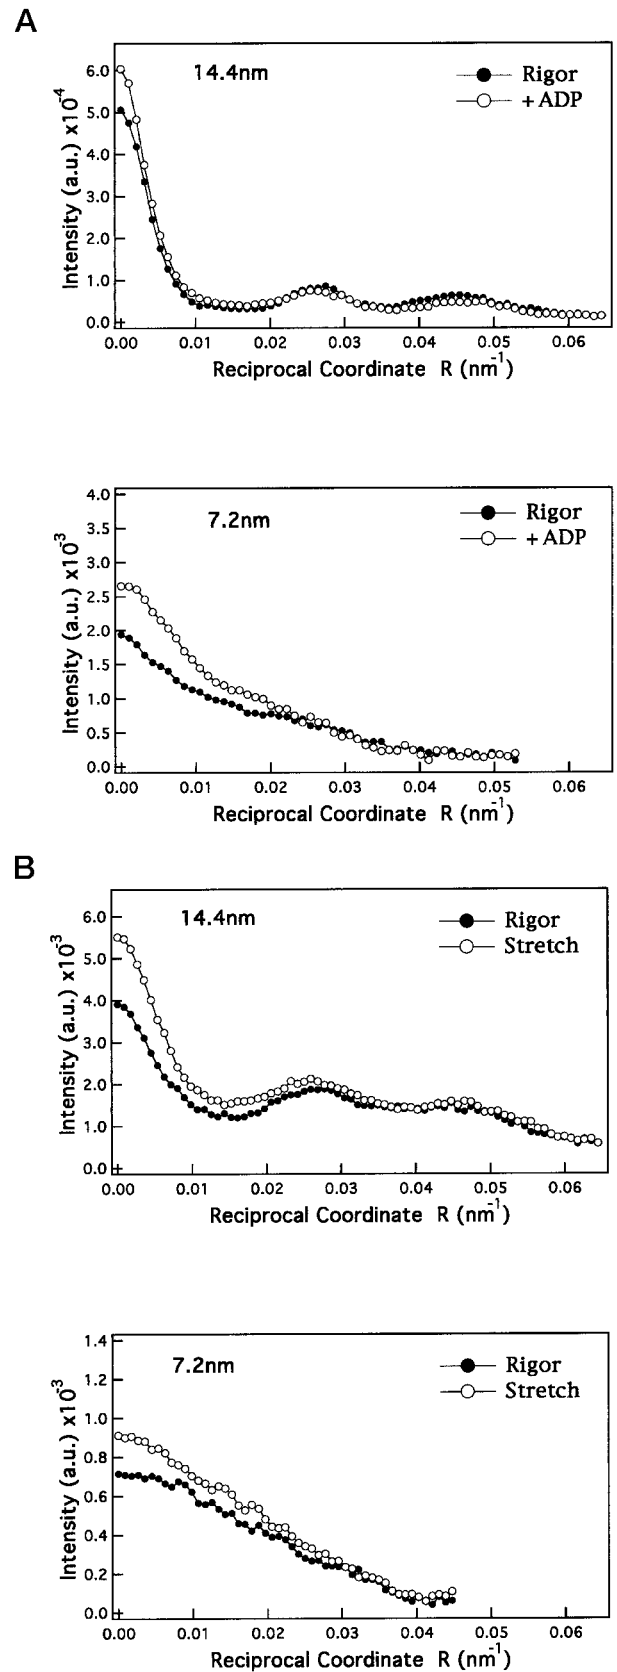 A
14.4nm
Rigor
+ ADP
Intensity (a.u.) x10⁻⁴
6.0
5.0
4.0
3.0
2.0
1.0
0.0
0.00 0.01 0.02 0.03 0.04 0.05 0.06
Reciprocal Coordinate R (nm⁻¹)
7.2nm
Rigor
+ ADP
Intensity (a.u.) x10⁻³
4.0
3.5
3.0
2.5
2.0
1.5
1.0
0.5
0.0
0.00 0.01 0.02 0.03 0.04 0.05 0.06
Reciprocal Coordinate R (nm⁻¹)
B
14.4nm
Rigor
Stretch
Intensity (a.u.) x10⁻³
6.0
5.0
4.0
3.0
2.0
1.0
0.0
0.00 0.01 0.02 0.03 0.04 0.05 0.06
Reciprocal Coordinate R (nm⁻¹)
7.2nm
Rigor
Stretch
Intensity (a.u.) x10⁻³
1.4
1.2
1.0
0.8
0.6
0.4
0.2
0.0
0.00 0.01 0.02 0.03 0.04 0.05 0.06
Reciprocal Coordinate R (nm⁻¹)